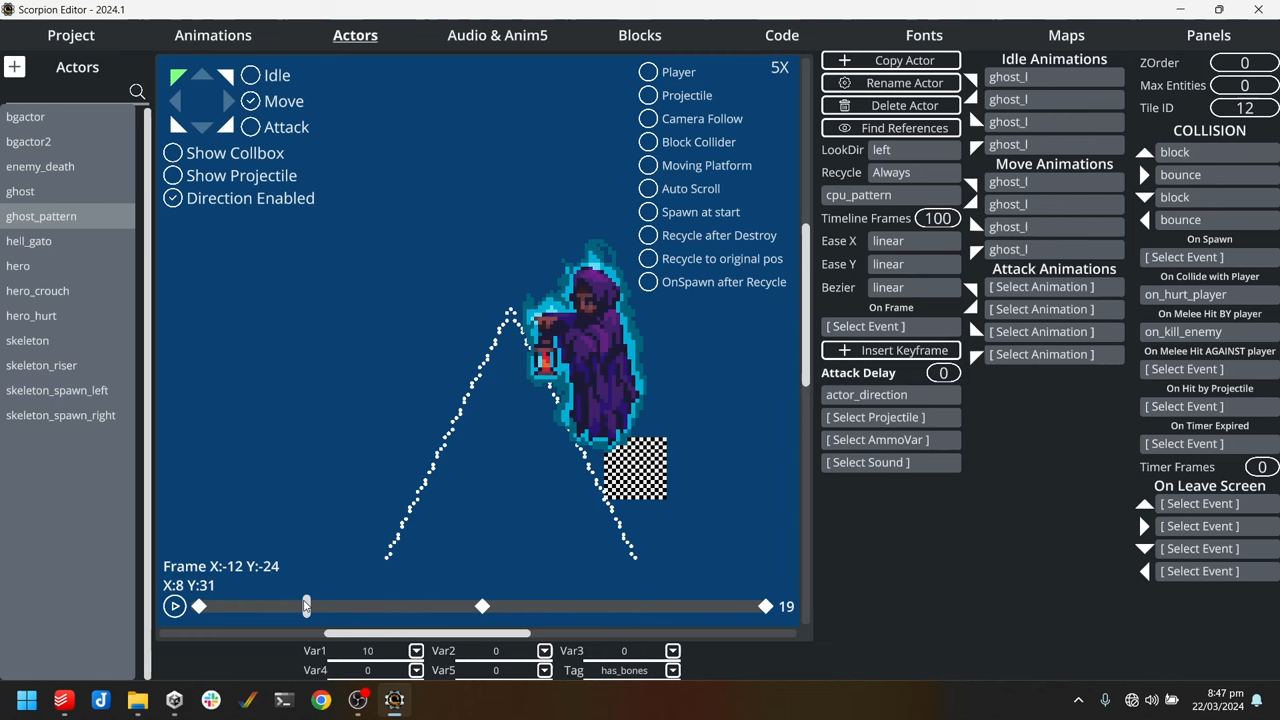 Scorpion Editor - 2024.1
Project
Animations
Actors
Audio & Anim5
Blocks
Code
Fonts
Maps
Panels
Actors
bgactor
bgactor2
enemy_death
ghost
ghost_pattern
hell_gato
hero
hero_crouch
hero_hurt
skeleton
skeleton_riser
skeleton_spawn_left
skeleton_spawn_right
Idle
Move
Attack
Show Collbox
Show Projectile
Direction Enabled
5X
Player
Projectile
Camera Follow
Block Collider
Moving Platform
Auto Scroll
Spawn at start
Recycle after Destroy
Recycle to original pos
OnSpawn after Recycle
Frame X:-12 Y:-24
X:8 Y:31
19
Var1 10 Var2 0 Var3 0
Var4 0 Var5 0 Tag has_bones
Copy Actor
Rename Actor
Delete Actor
Find References
LookDir left
Recycle Always
cpu_pattern
Timeline Frames 100
Ease X linear
Ease Y linear
Bezier linear
On Frame
[ Select Event ]
Insert Keyframe
Attack Delay 0
actor_direction
[ Select Projectile ]
[ Select AmmoVar ]
[ Select Sound ]
Idle Animations
ghost_l
ghost_l
ghost_l
ghost_l
Move Animations
ghost_l
ghost_l
ghost_l
ghost_l
Attack Animations
[ Select Animation ]
[ Select Animation ]
[ Select Animation ]
[ Select Animation ]
ZOrder 0
Max Entities 0
Tile ID 12
COLLISION
block
bounce
block
bounce
On Spawn
[ Select Event ]
On Collide with Player
on_hurt_player
On Melee Hit BY player
on_kill_enemy
On Melee Hit AGAINST player
[ Select Event ]
On Hit by Projectile
[ Select Event ]
On Timer Expired
[ Select Event ]
Timer Frames 0
On Leave Screen
[ Select Event ]
[ Select Event ]
[ Select Event ]
[ Select Event ]
8:47 pm
22/03/2024